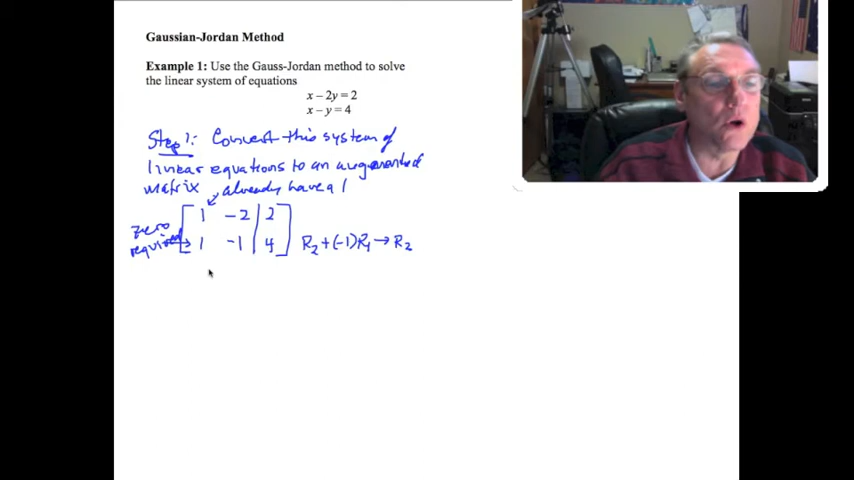 Gaussian-Jordan Method
Example 1: Use the Gauss-Jordan method to solve
the linear system of equations
x – 2y = 2
x – y = 4
Step 1: Convert this system of
linear equations to an augmented
matrix already have a 1
1 -2 | 2
zero
required → 1 -1 | 4 R₂+(-1)R₁→R₂